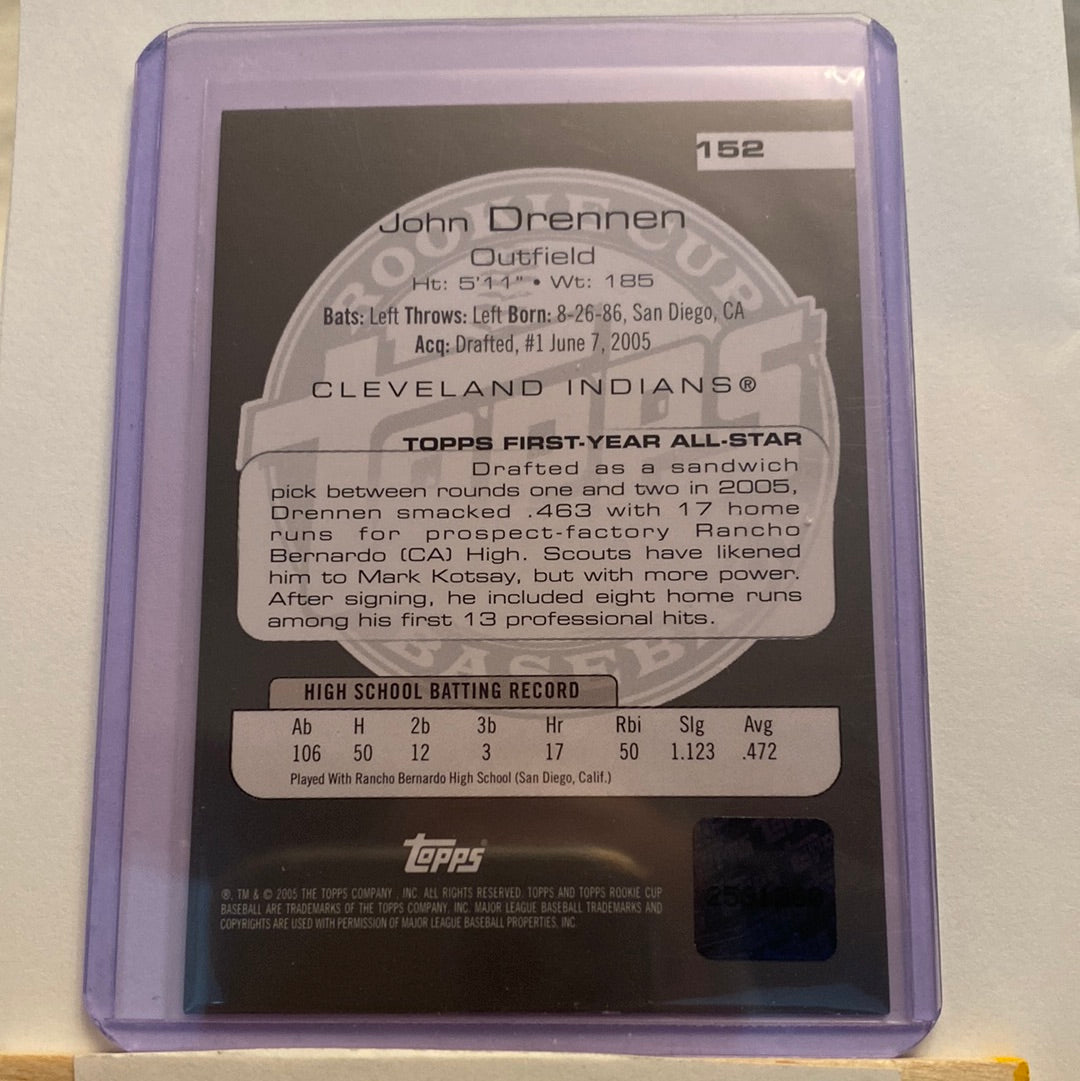 152
ROOKIE CUP
John Drennen
Outfield
Ht: 5'11" • Wt: 185
Bats: Left Throws: Left Born: 8-26-86, San Diego, CA
Acq: Drafted, #1 June 7, 2005
topps
CLEVELAND INDIANS®
TOPPS FIRST-YEAR ALL-STAR
Drafted as a sandwich
pick between rounds one and two in 2005,
Drennen smacked .463 with 17 home
runs for prospect-factory Rancho
Bernardo (CA) High. Scouts have likened
him to Mark Kotsay, but with more power.
After signing, he included eight home runs
among his first 13 professional hits.
HIGH SCHOOL BATTING RECORD
Ab H 2b 3b Hr Rbi Slg Avg
106 50 12 3 17 50 1.123 .472
Played With Rancho Bernardo High School (San Diego, Calif.)
topps
®, TM & © 2005 THE TOPPS COMPANY, INC. ALL RIGHTS RESERVED. TOPPS AND TOPPS ROOKIE CUP
BASEBALL ARE TRADEMARKS OF THE TOPPS COMPANY, INC. MAJOR LEAGUE BASEBALL TRADEMARKS AND
COPYRIGHTS ARE USED WITH PERMISSION OF MAJOR LEAGUE BASEBALL PROPERTIES, INC.